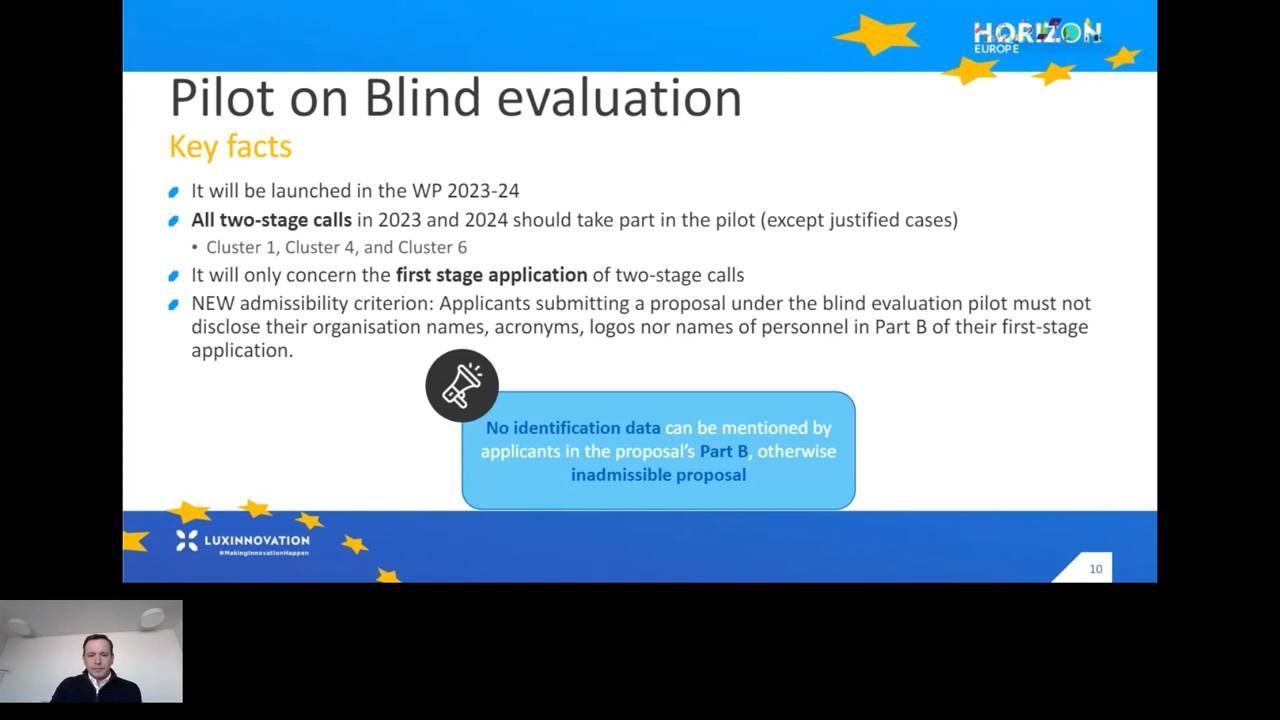 HORIZON
EUROPE
Pilot on Blind evaluation
Key facts
It will be launched in the WP 2023-24
All two-stage calls in 2023 and 2024 should take part in the pilot (except justified cases)
• Cluster 1, Cluster 4, and Cluster 6
It will only concern the first stage application of two-stage calls
NEW admissibility criterion: Applicants submitting a proposal under the blind evaluation pilot must not
disclose their organisation names, acronyms, logos nor names of personnel in Part B of their first-stage
application.
No identification data can be mentioned by
applicants in the proposal's Part B, otherwise
inadmissible proposal
LUXINNOVATION
#MakingInnovationHappen
10